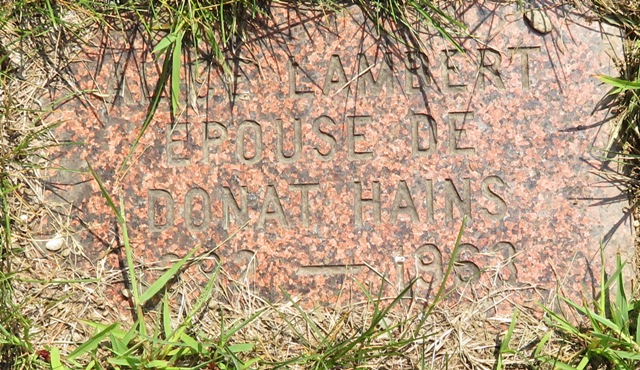 LAMBERT
EPOUSE DE
DONAT HAINS
— 1963